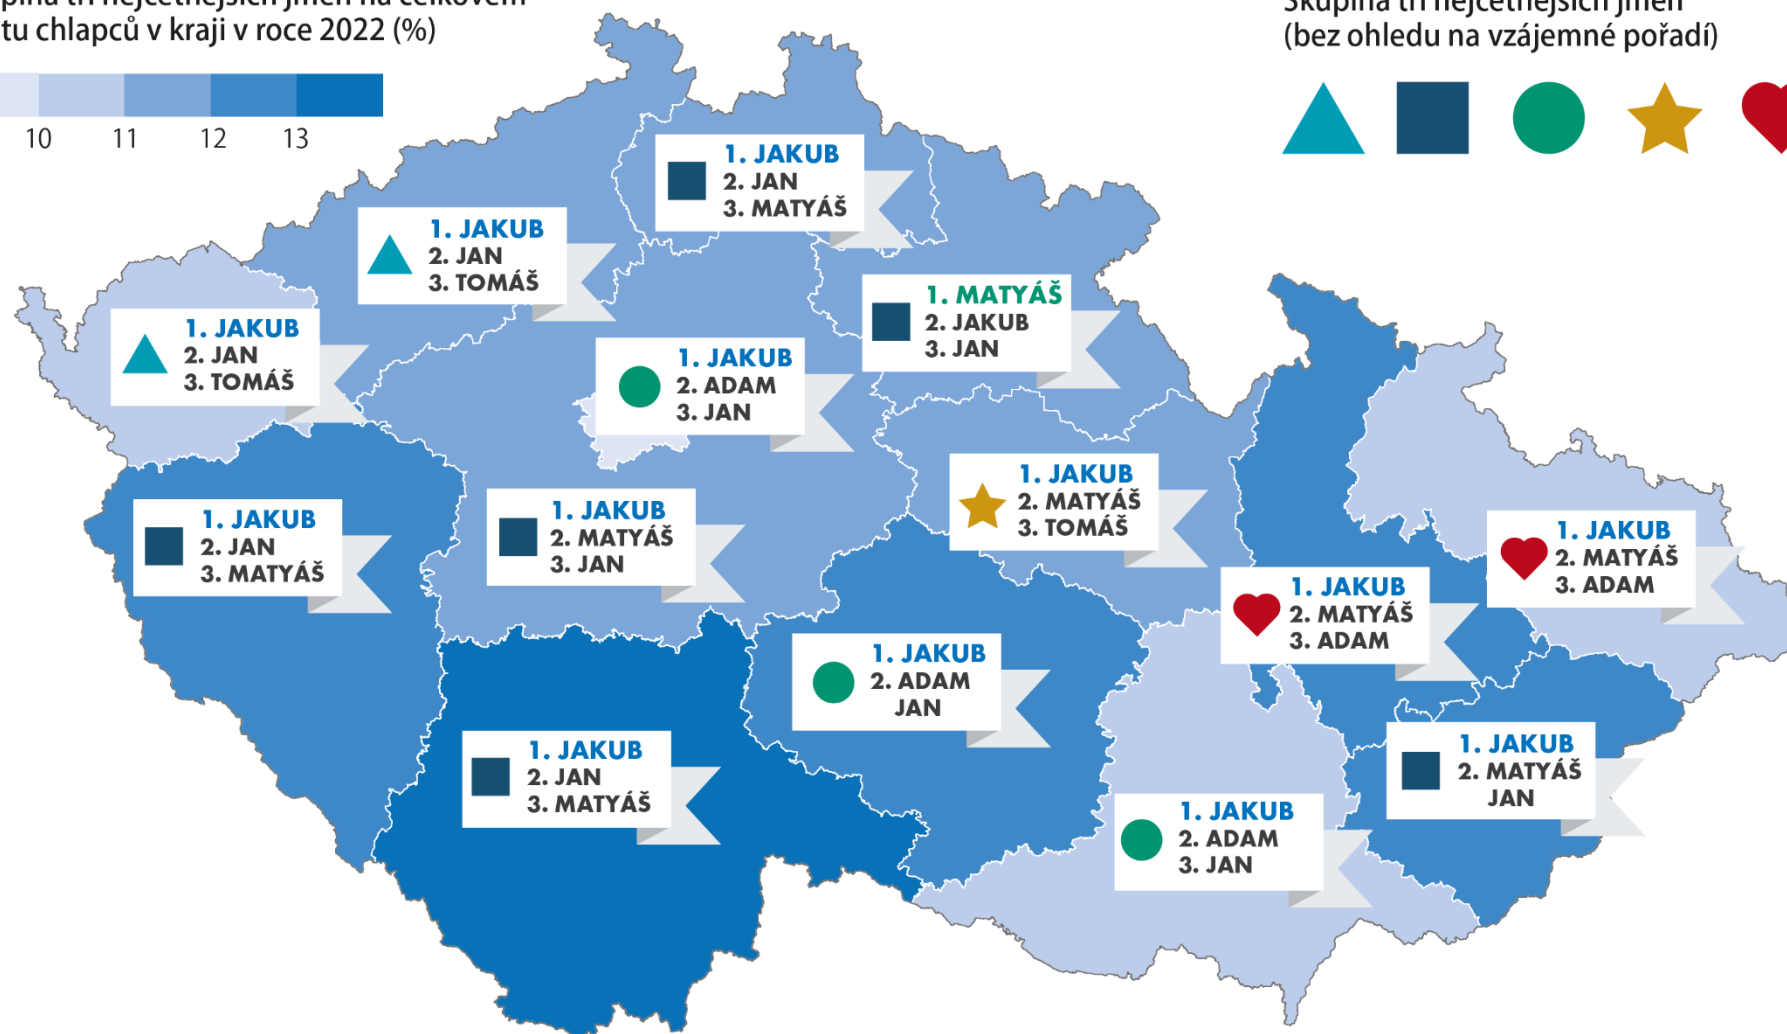 tu chlapců v kraji v roce 2022 (%)
10 11 12 13
Skupina tří nejčetnějších jmen
(bez ohledu na vzájemné pořadí)
1. JAKUB
2. JAN
3. MATYÁŠ
1. JAKUB
2. JAN
3. TOMÁŠ
1. MATYÁŠ
2. JAKUB
3. JAN
1. JAKUB
2. JAN
3. TOMÁŠ
1. JAKUB
2. ADAM
3. JAN
1. JAKUB
2. MATYÁŠ
3. TOMÁŠ
1. JAKUB
2. JAN
3. MATYÁŠ
1. JAKUB
2. MATYÁŠ
3. JAN
1. JAKUB
2. MATYÁŠ
3. ADAM
1. JAKUB
2. MATYÁŠ
3. ADAM
1. JAKUB
2. ADAM
JAN
1. JAKUB
2. JAN
3. MATYÁŠ
1. JAKUB
2. MATYÁŠ
JAN
1. JAKUB
2. ADAM
3. JAN